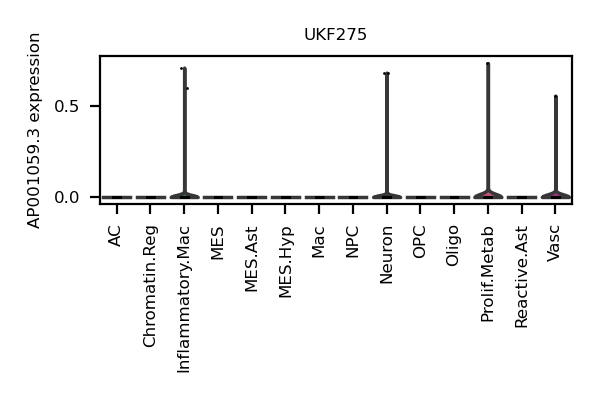 UKF275
AP001059.3 expression
0.5
0.0
AC
Chromatin.Reg
Inflammatory.Mac
MES
MES.Ast
MES.Hyp
Mac
NPC
Neuron
OPC
Oligo
Prolif.Metab
Reactive.Ast
Vasc